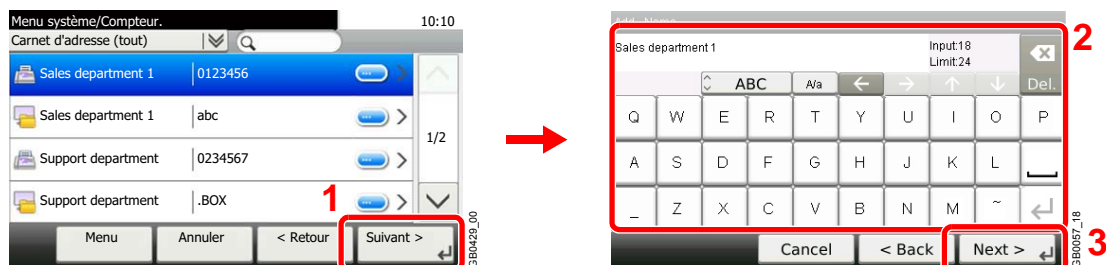 Menu système/Compteur.
10:10
Carnet d'adresse (tout)
Sales department 1 0123456
Sales department 1 abc
Support department 0234567
Support department .BOX
1/2
1
Menu Annuler < Retour Suivant >
GB0429_00
Add - Name
2
Sales department 1
Input:18
Limit:24
ABC A/a ← → ↑ ↓ Del.
Q W E R T Y U I O P
A S D F G H J K L
_ Z X C V B N M ~
Cancel < Back Next >
3
GB0057_18